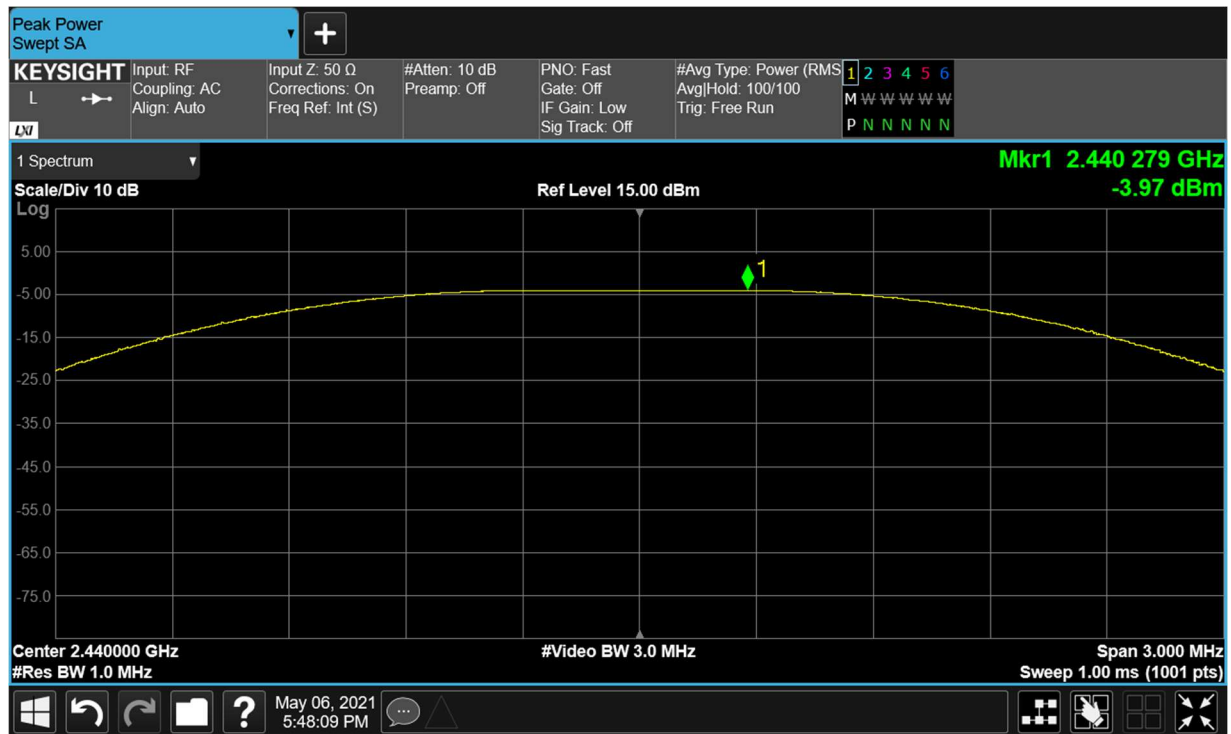 Peak Power
Swept SA
KEYSIGHT
L
LXI
Input: RF
Coupling: AC
Align: Auto
Input Z: 50 Ω
Corrections: On
Freq Ref: Int (S)
#Atten: 10 dB
Preamp: Off
PNO: Fast
Gate: Off
IF Gain: Low
Sig Track: Off
#Avg Type: Power (RMS
Avg|Hold: 100/100
Trig: Free Run
1 2 3 4 5 6
M W W W W W
P N N N N N
1 Spectrum
Mkr1 2.440 279 GHz
-3.97 dBm
Scale/Div 10 dB
Ref Level 15.00 dBm
Log
1
5.00
-5.00
-15.0
-25.0
-35.0
-45.0
-55.0
-65.0
-75.0
Center 2.440000 GHz
#Video BW 3.0 MHz
Span 3.000 MHz
#Res BW 1.0 MHz
Sweep 1.00 ms (1001 pts)
?
May 06, 2021
5:48:09 PM